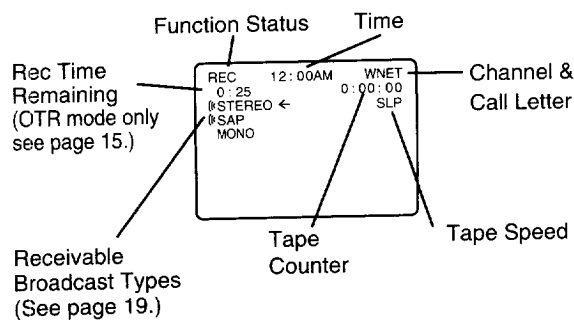 Function Status
Time
Rec Time
Remaining
(OTR mode only
see page 15.)
REC 12:00AM WNET
0:25 0:00:00
STEREO ← SLP
SAP
MONO
Channel &
Call Letter
Receivable
Broadcast Types
(See page 19.)
Tape
Counter
Tape Speed